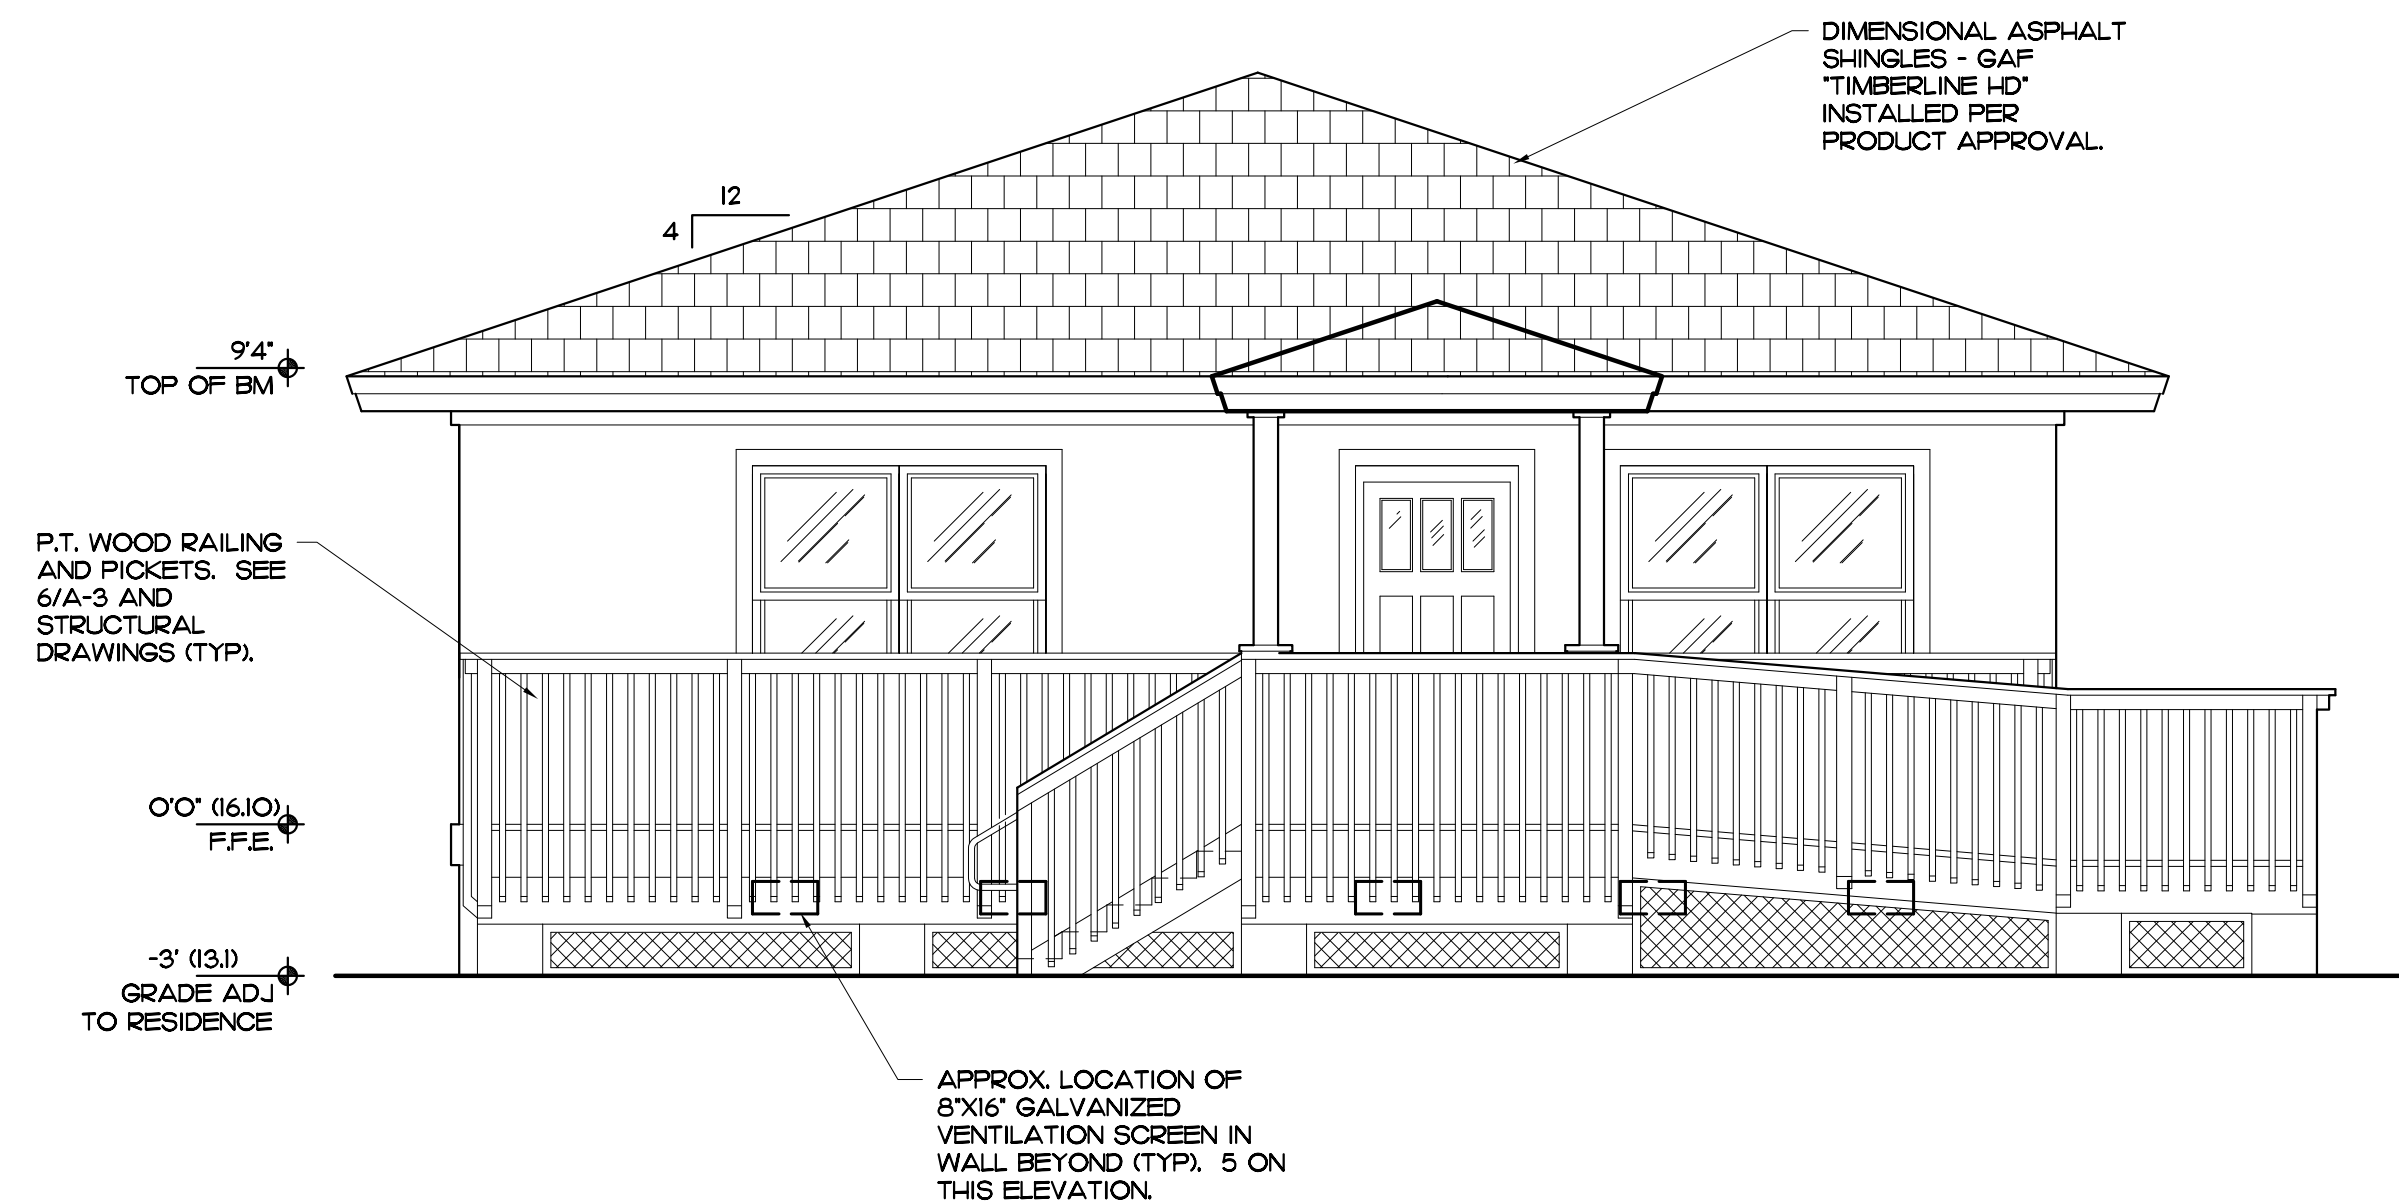 DIMENSIONAL ASPHALT
SHINGLES - GAF
"TIMBERLINE HD"
INSTALLED PER
PRODUCT APPROVAL.
12
4
9'4"
TOP OF BM
P.T. WOOD RAILING
AND PICKETS.  SEE
6/A-3 AND
STRUCTURAL
DRAWINGS (TYP).
0'0" (16.10)
F.F.E.
-3' (13.1)
GRADE ADJ
TO RESIDENCE
APPROX. LOCATION OF
8"X16" GALVANIZED
VENTILATION SCREEN IN
WALL BEYOND (TYP).  5 ON
THIS ELEVATION.